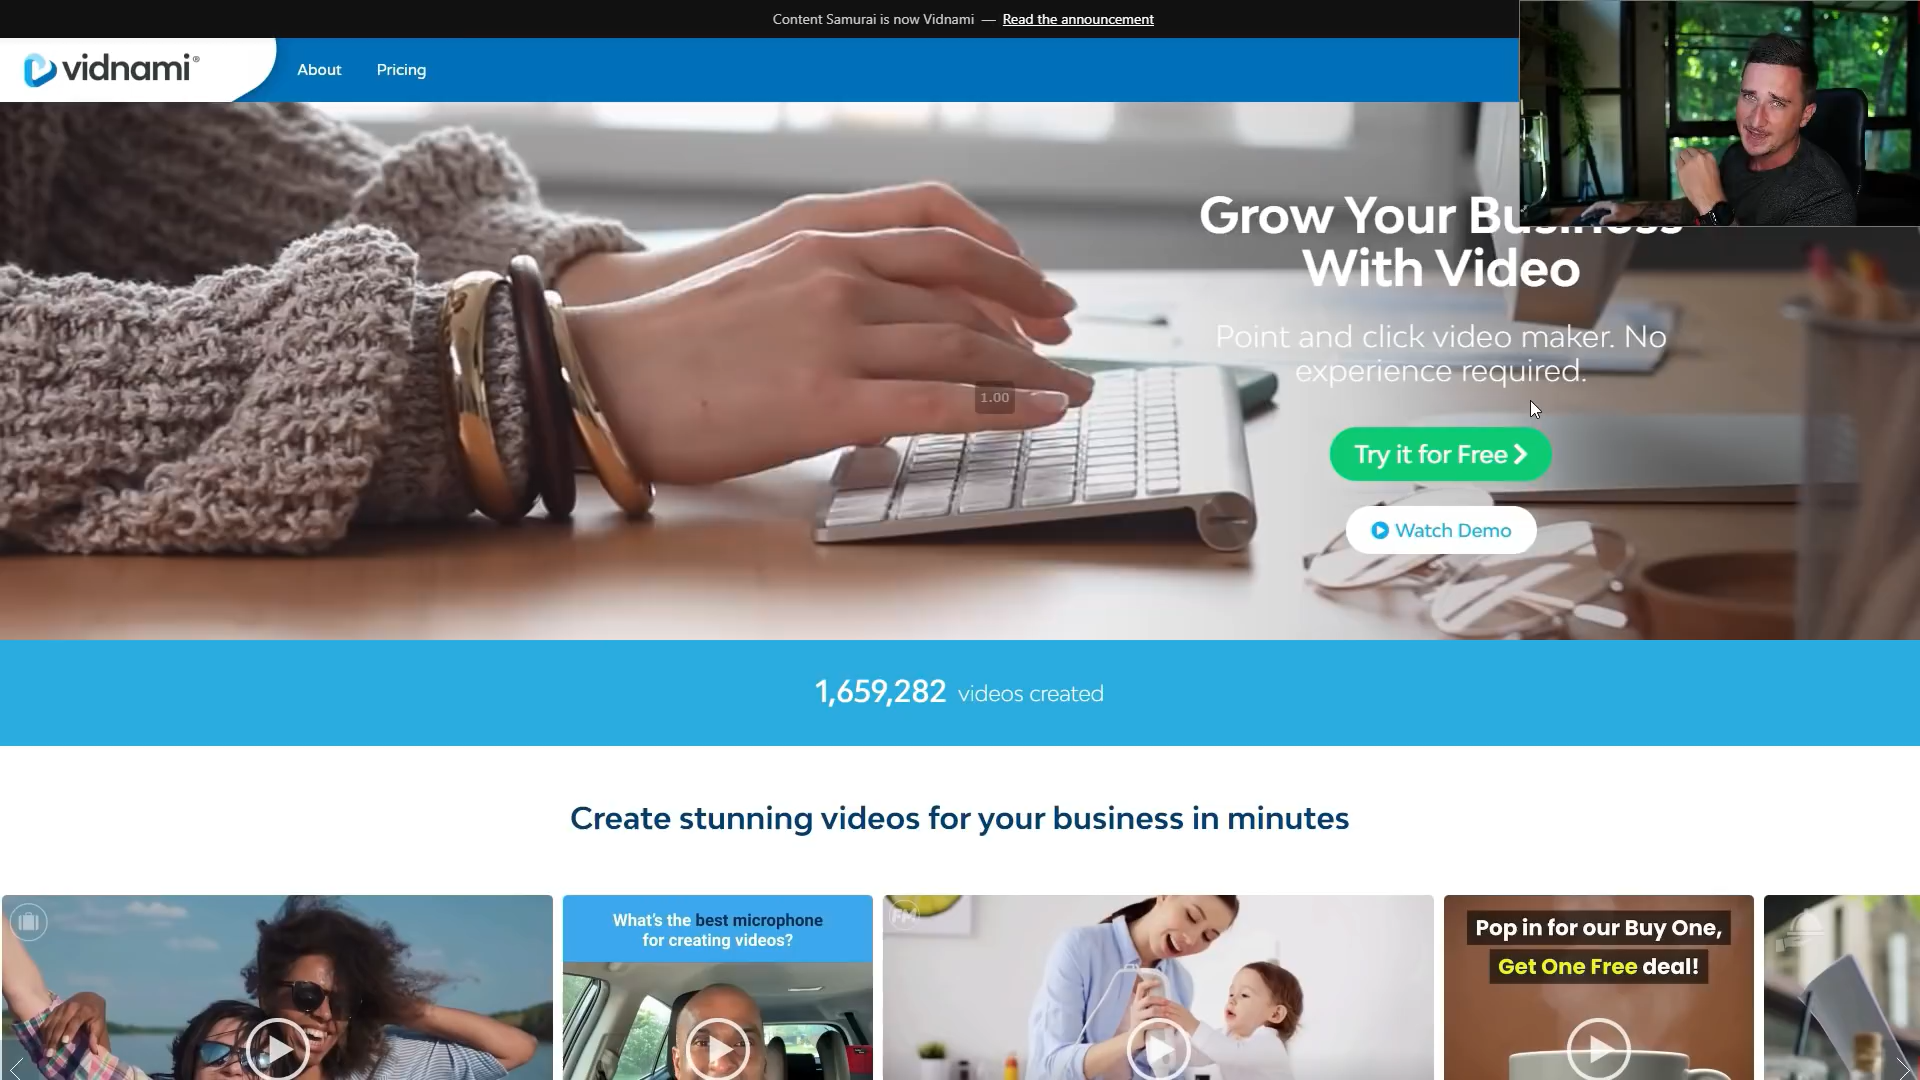 Content Samurai is now Vidnami — Read the announcement
vidnami®
About
Pricing
Grow Your
With Video
Point and click video maker. No
experience required.
1.00
Try it for Free
Watch Demo
1,659,282 videos created
Create stunning videos for your business in minutes
What's the best microphone
for creating videos?
FM
Pop in for our Buy One,
Get One Free deal!